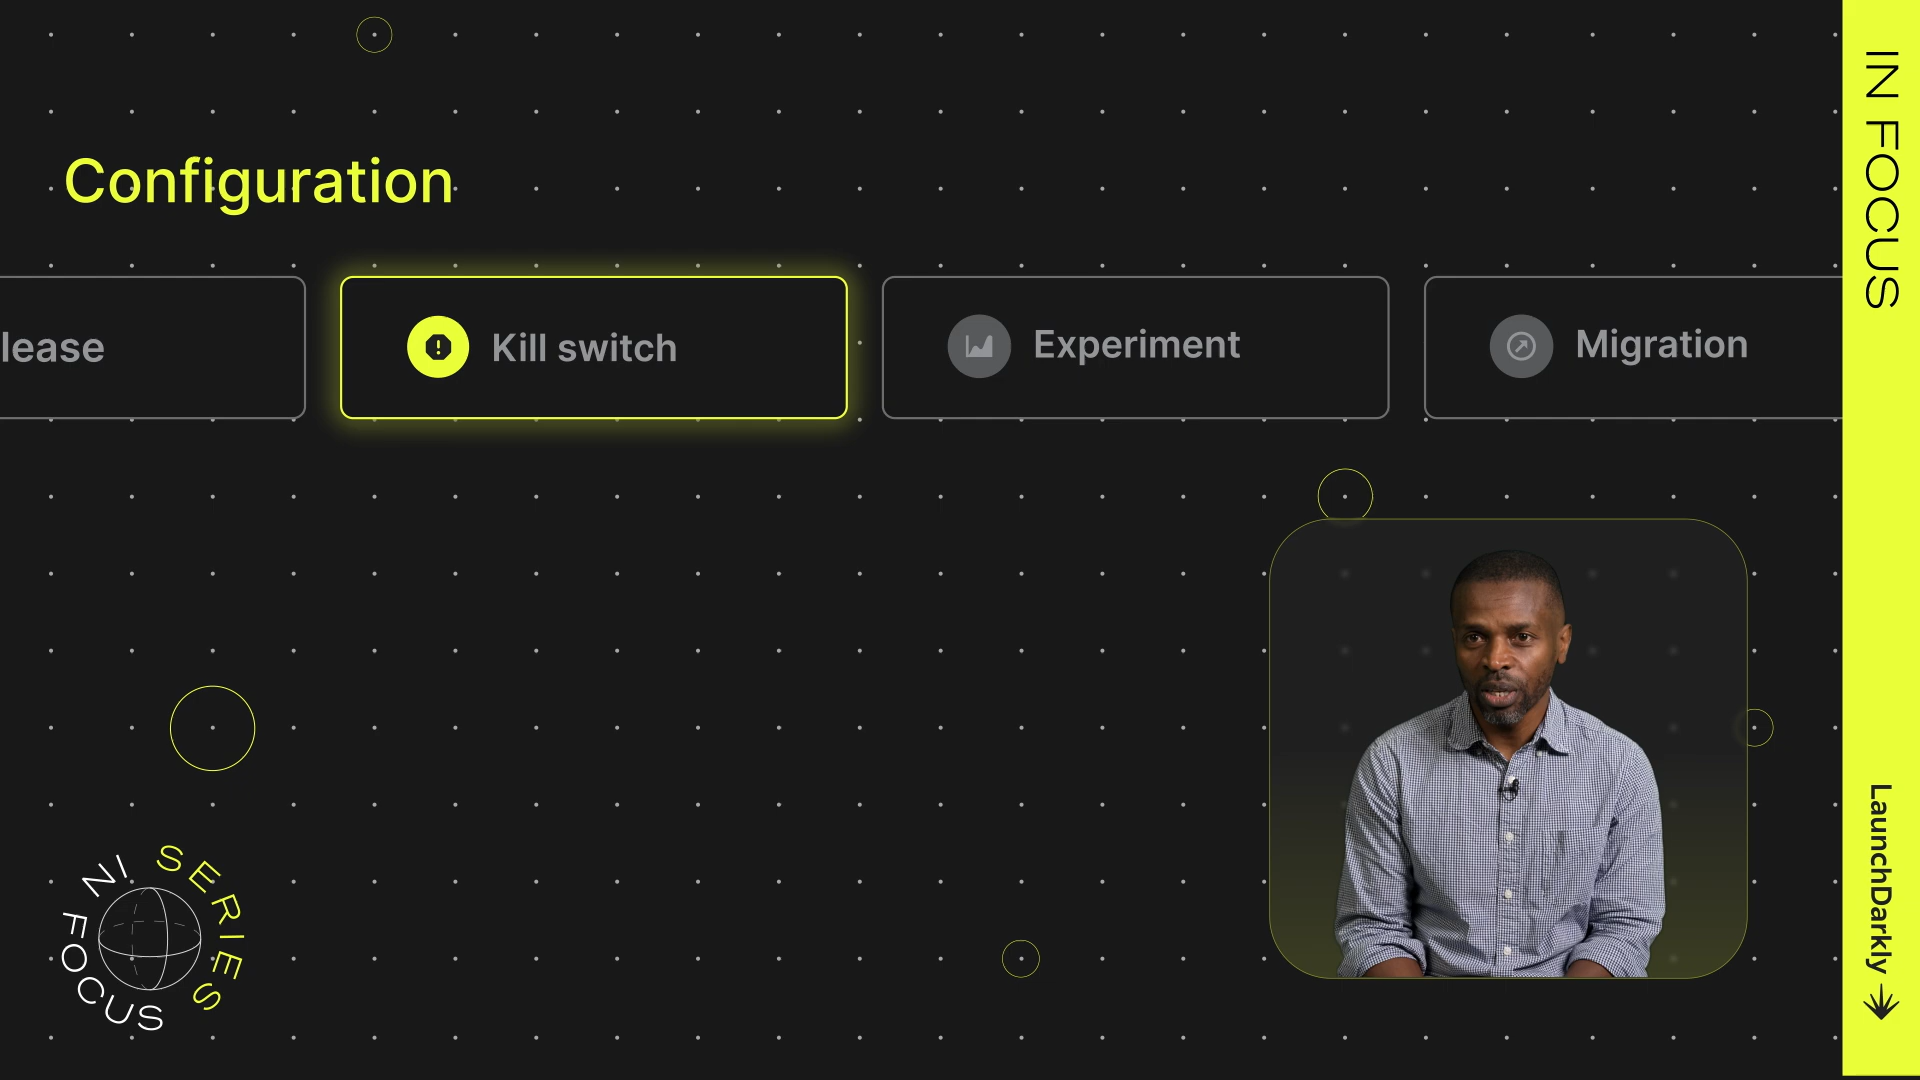 Configuration
lease
Kill switch
Experiment
Migration
IN FOCUS
LaunchDarkly
IN FOCUS
SERIES